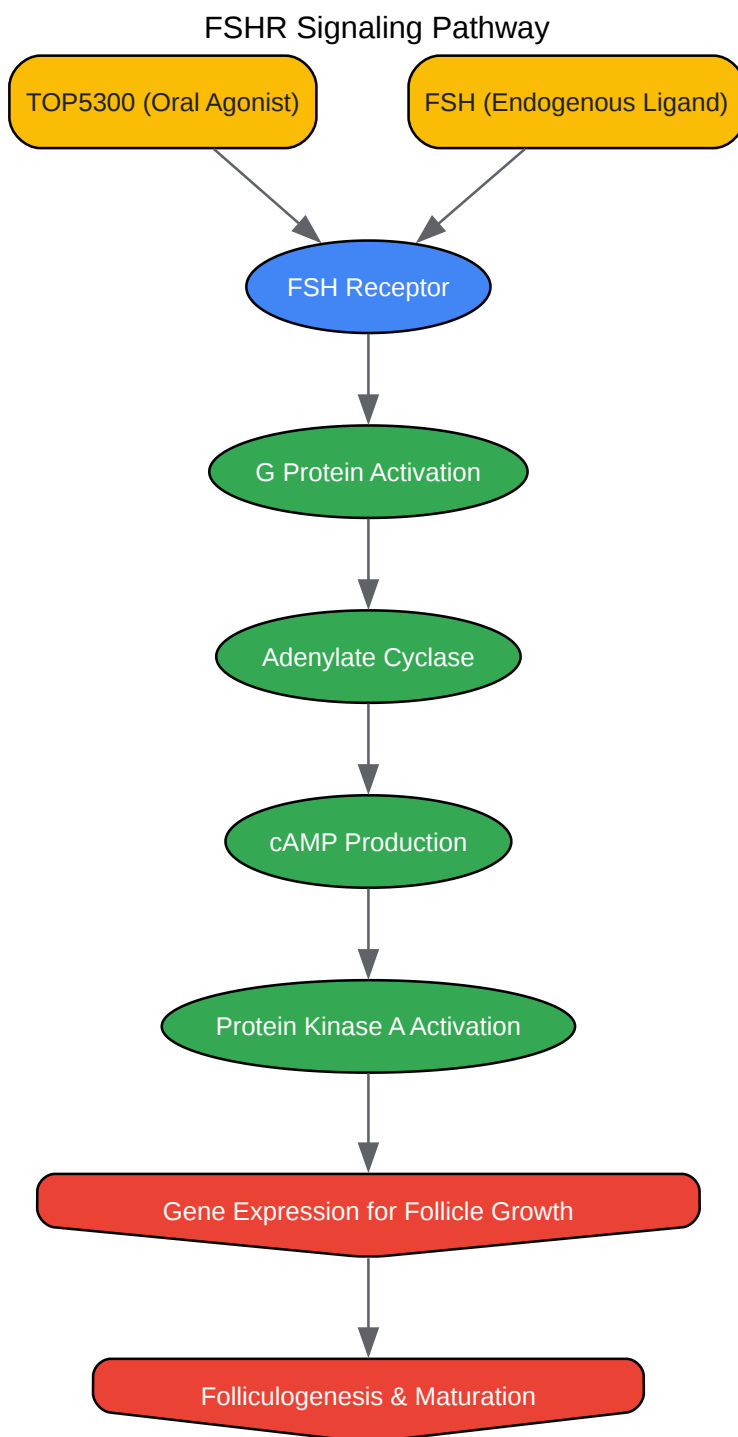 FSHR Signaling Pathway
TOP5300 (Oral Agonist)
FSH (Endogenous Ligand)
FSH Receptor
G Protein Activation
Adenylate Cyclase
cAMP Production
Protein Kinase A Activation
Gene Expression for Follicle Growth
Folliculogenesis & Maturation